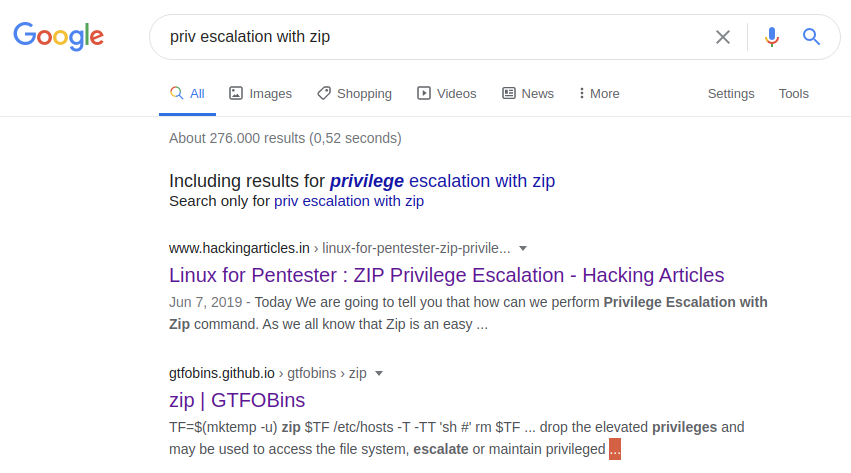 Google
priv escalation with zip
All Images Shopping Videos News More Settings Tools
About 276.000 results (0,52 seconds)
Including results for privilege escalation with zip
Search only for priv escalation with zip
www.hackingarticles.in › linux-for-pentester-zip-privile...
Linux for Pentester : ZIP Privilege Escalation - Hacking Articles
Jun 7, 2019 - Today We are going to tell you that how can we perform Privilege Escalation with
Zip command. As we all know that Zip is an easy ...
gtfobins.github.io › gtfobins › zip
zip | GTFOBins
TF=$(mktemp -u) zip $TF /etc/hosts -T -TT 'sh #' rm $TF ... drop the elevated privileges and
may be used to access the file system, escalate or maintain privileged ...